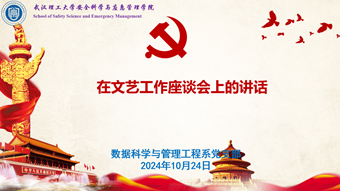 武汉理工大学安全科学与应急管理学院
School of Safety Science and Emergency Management
在文艺工作座谈会上的讲话
数据科学与管理工程系党支部
2024年10月24日